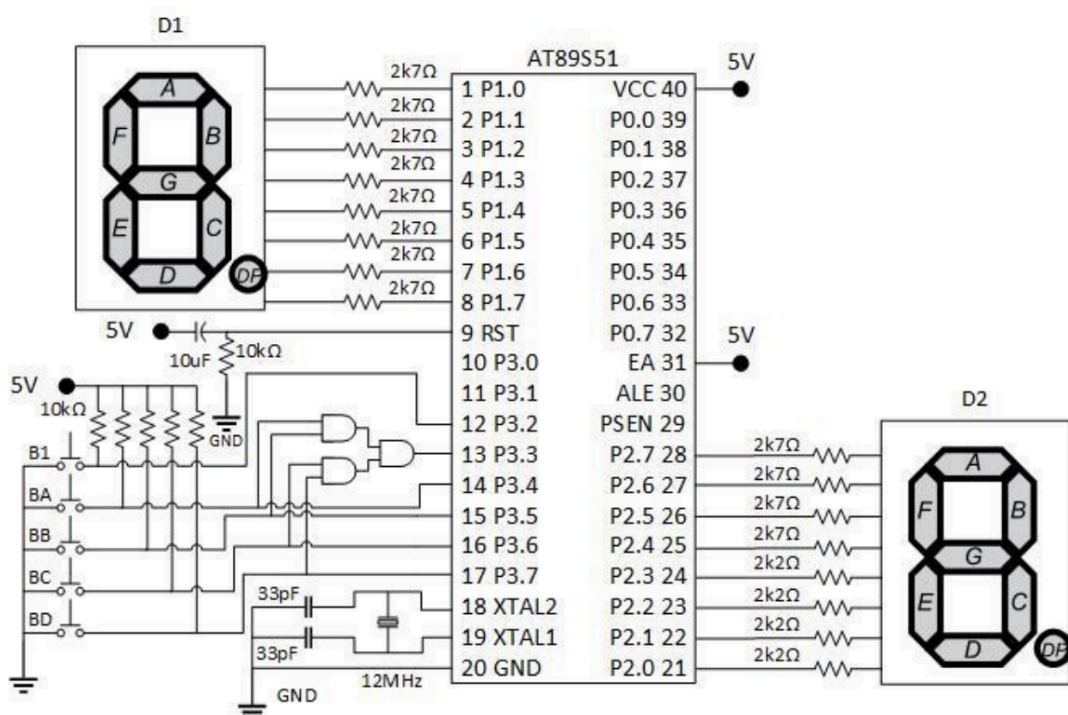 D1
A
F
B
G
E
C
D
DP
2k7Ω
2k7Ω
2k7Ω
2k7Ω
2k7Ω
2k7Ω
2k7Ω
2k7Ω
AT89S51
1 P1.0
2 P1.1
3 P1.2
4 P1.3
5 P1.4
6 P1.5
7 P1.6
8 P1.7
9 RST
10 P3.0
11 P3.1
12 P3.2
13 P3.3
14 P3.4
15 P3.5
16 P3.6
17 P3.7
18 XTAL2
19 XTAL1
20 GND
VCC 40
P0.0 39
P0.1 38
P0.2 37
P0.3 36
P0.4 35
P0.5 34
P0.6 33
P0.7 32
EA 31
ALE 30
PSEN 29
P2.7 28
P2.6 27
P2.5 26
P2.4 25
P2.3 24
P2.2 23
P2.1 22
P2.0 21
5V
5V
5V
10uF
10kΩ
GND
5V
10kΩ
B1
BA
BB
BC
BD
33pF
33pF
12MHz
GND
2k7Ω
2k7Ω
2k7Ω
2k7Ω
2k2Ω
2k2Ω
2k2Ω
2k2Ω
D2
A
F
B
G
E
C
D
DP